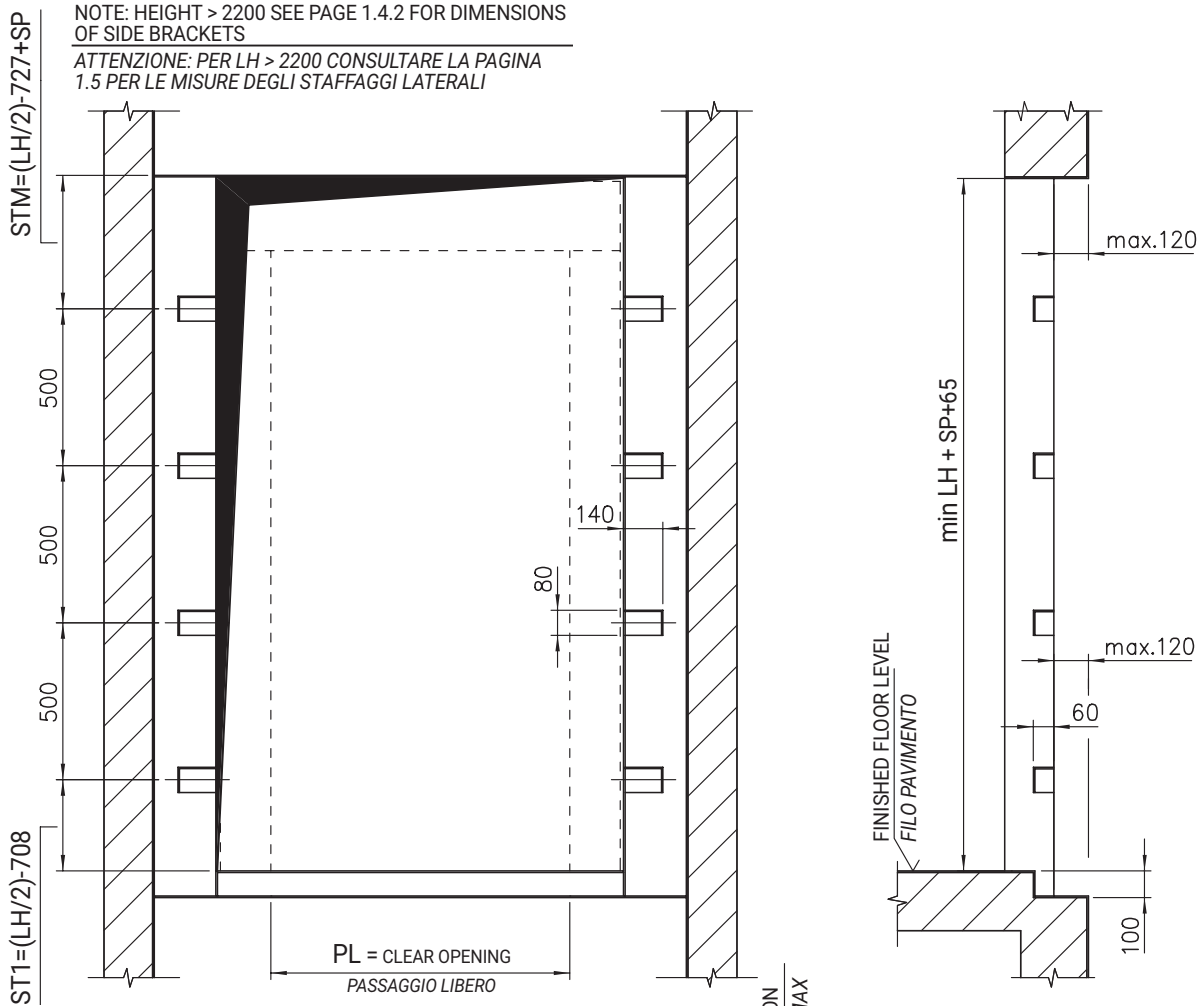 NOTE: HEIGHT > 2200 SEE PAGE 1.4.2 FOR DIMENSIONS
OF SIDE BRACKETS
ATTENZIONE: PER LH > 2200 CONSULTARE LA PAGINA
1.5 PER LE MISURE DEGLI STAFFAGGI LATERALI
STM=(LH/2)-727+SP
500
500
500
ST1=(LH/2)-708
140
80
PL = CLEAR OPENING
PASSAGGIO LIBERO
ON
MAX
max.120
min LH + SP+65
max.120
60
FINISHED FLOOR LEVEL
FILO PAVIMENTO
100